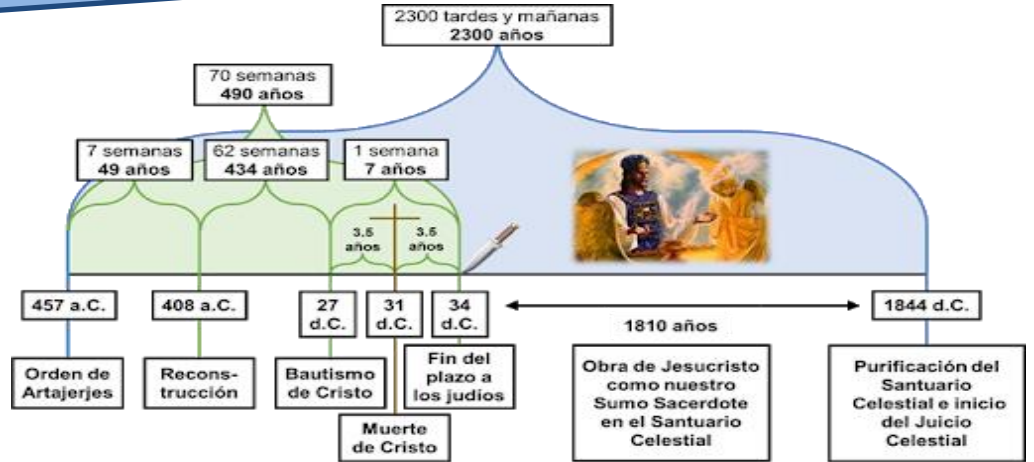 2300 tardes y mañanas
2300 años
70 semanas
490 años
7 semanas
49 años
62 semanas
434 años
1 semana
7 años
3.5
años
3.5
años
457 a.C.
408 a.C.
27
d.C.
31
d.C.
34
d.C.
1844 d.C.
1810 años
Orden de
Artajerjes
Recons-
trucción
Bautismo
de Cristo
Muerte
de Cristo
Fin del
plazo a
los judios
Obra de Jesucristo
como nuestro
Sumo Sacerdote
en el Santuario
Celestial
Purificación del
Santuario
Celestial e inicio
del Juicio
Celestial